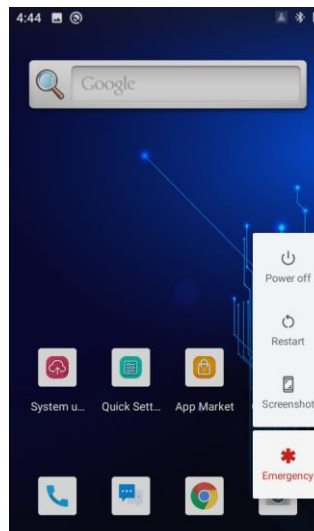 4:44
Google
Power off
Restart
Screenshot
Emergency
System u...
Quick Sett...
App Market